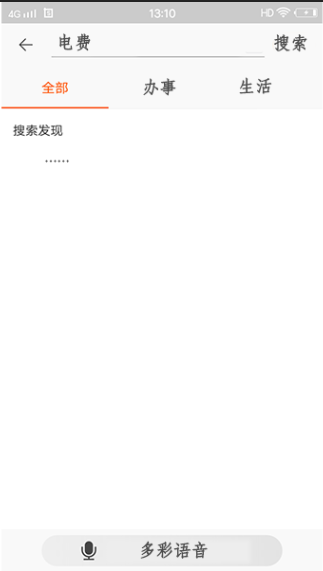 4G 13:10 HD
电费 搜索
全部 办事 生活
搜索发现
......
多彩语音